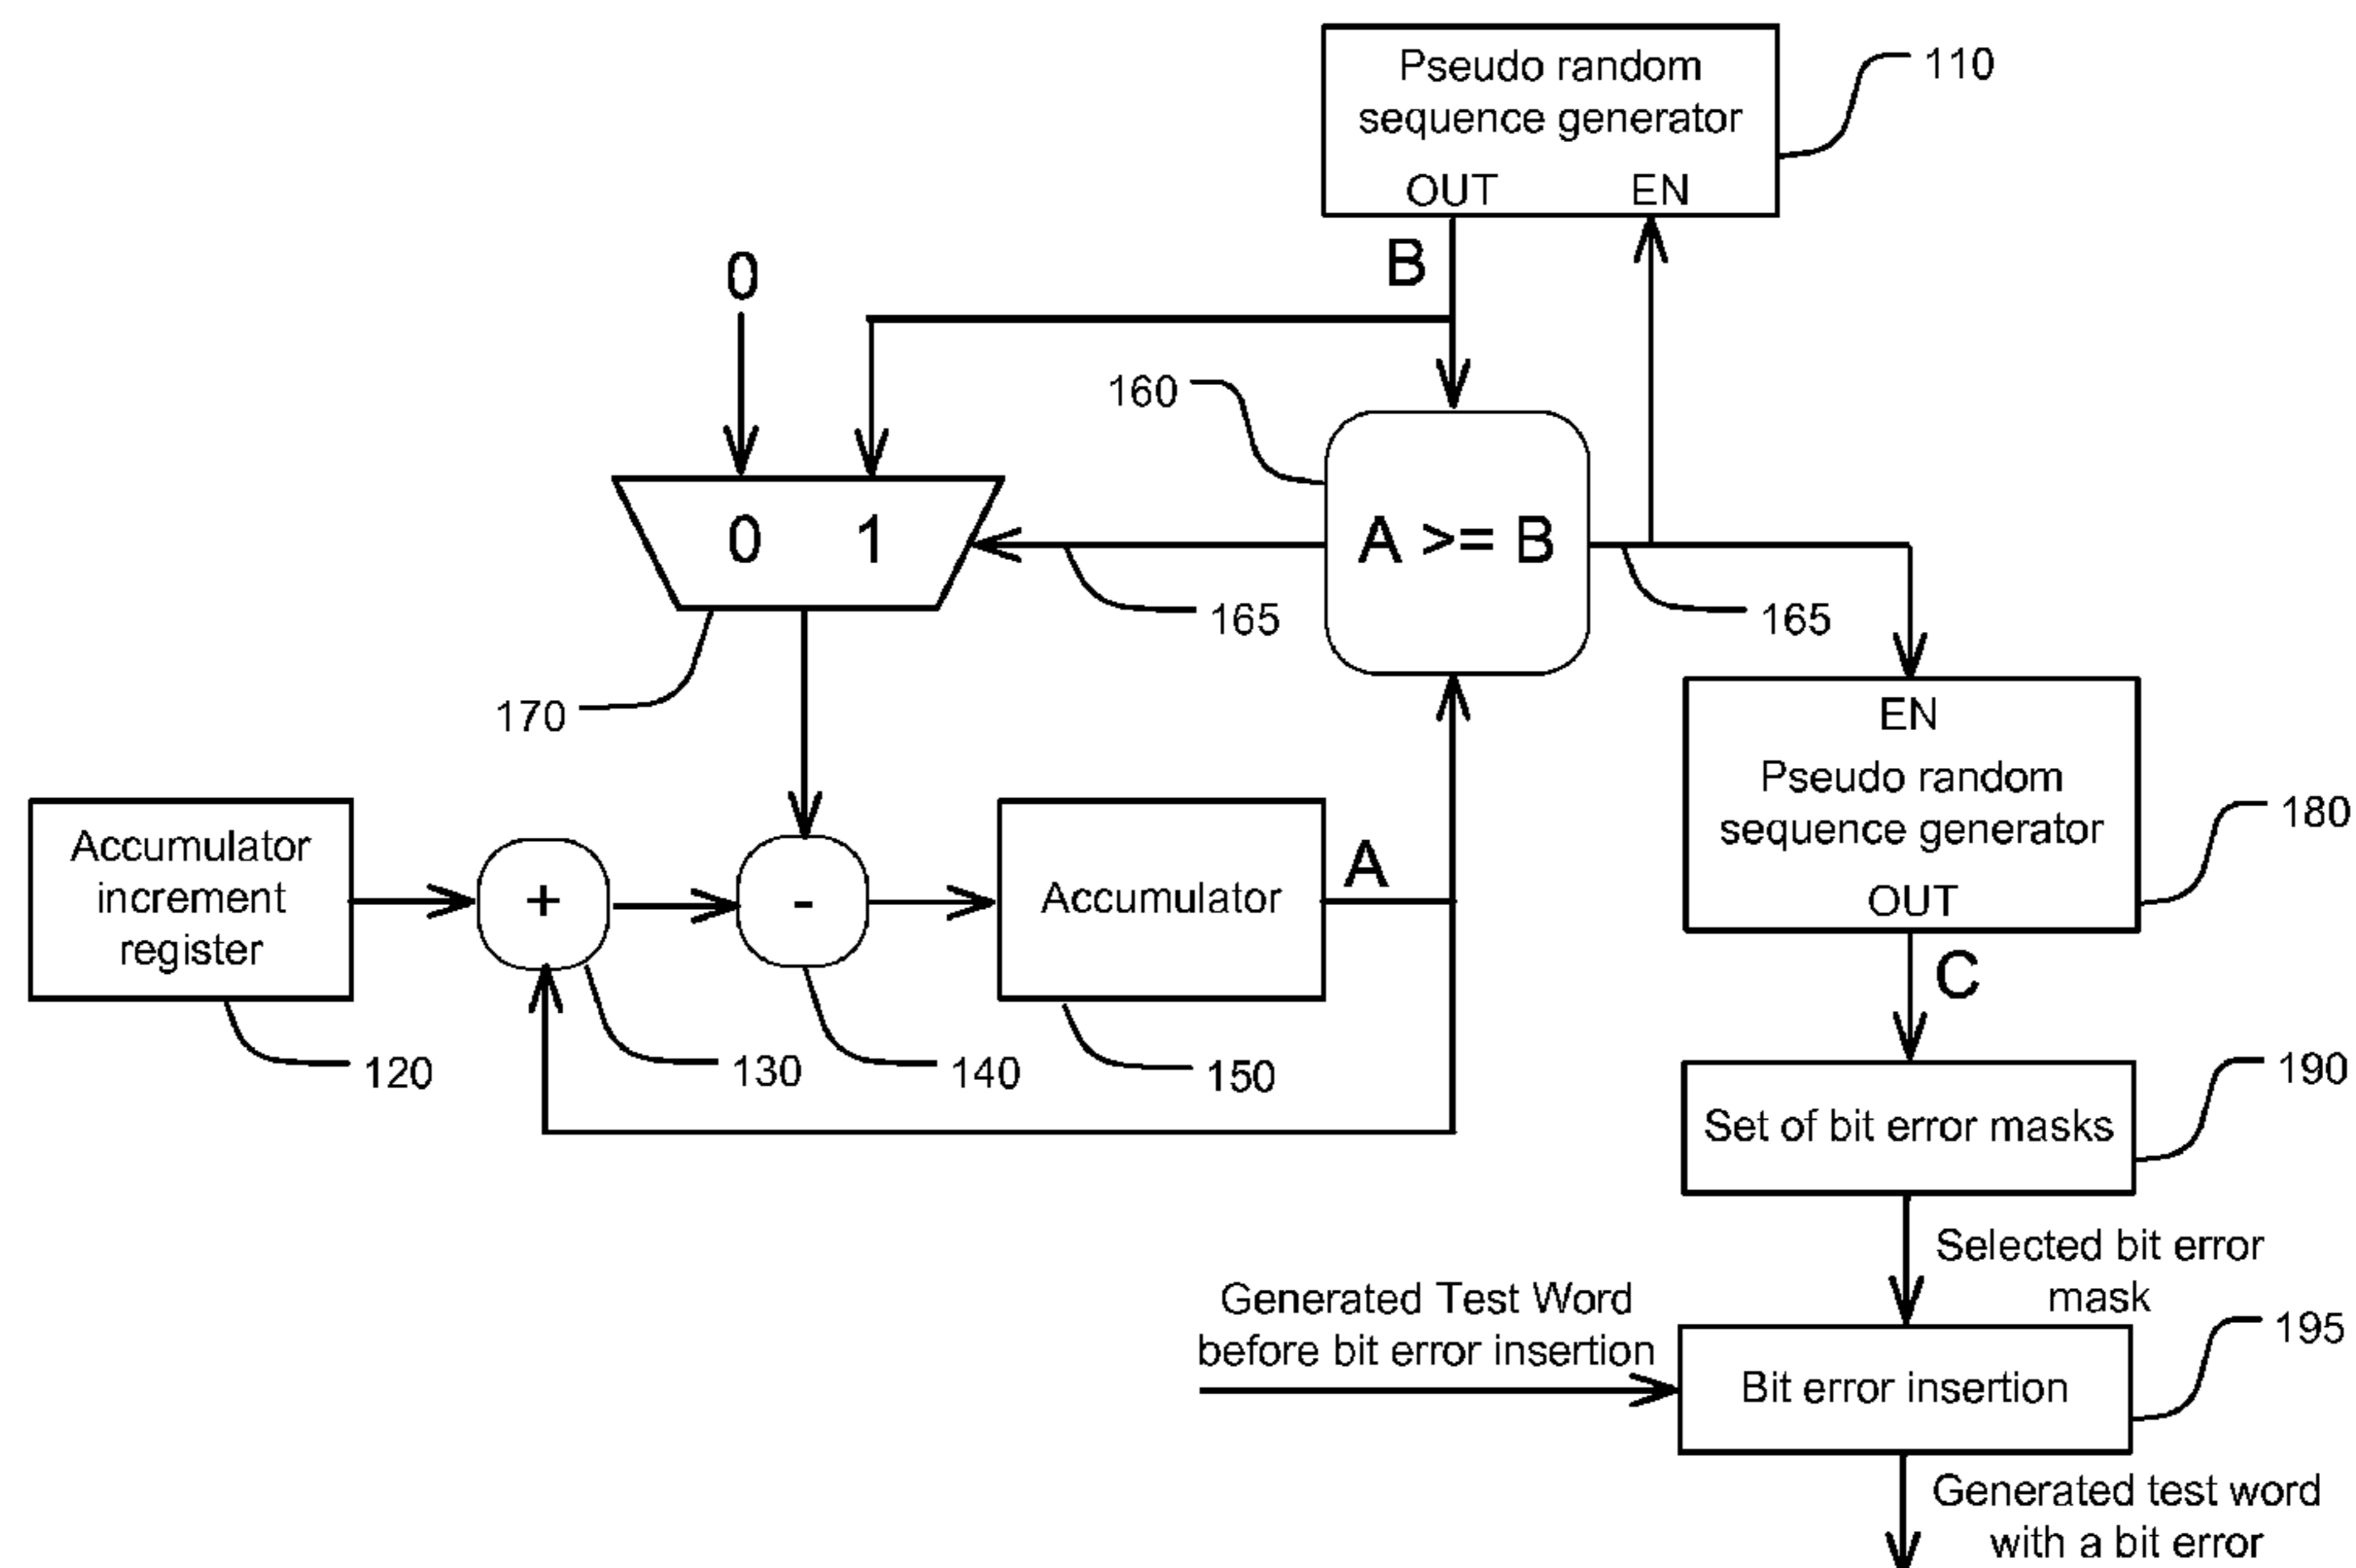 Pseudo random
sequence generator
OUT EN
110
B
0
160
0 1
A >= B
165
165
170
EN
Pseudo random
sequence generator
OUT
180
Accumulator
increment
register
+
-
Accumulator
A
120
130
140
150
C
190
Set of bit error masks
Selected bit error
mask
Generated Test Word
before bit error insertion
195
Bit error insertion
Generated test word
with a bit error